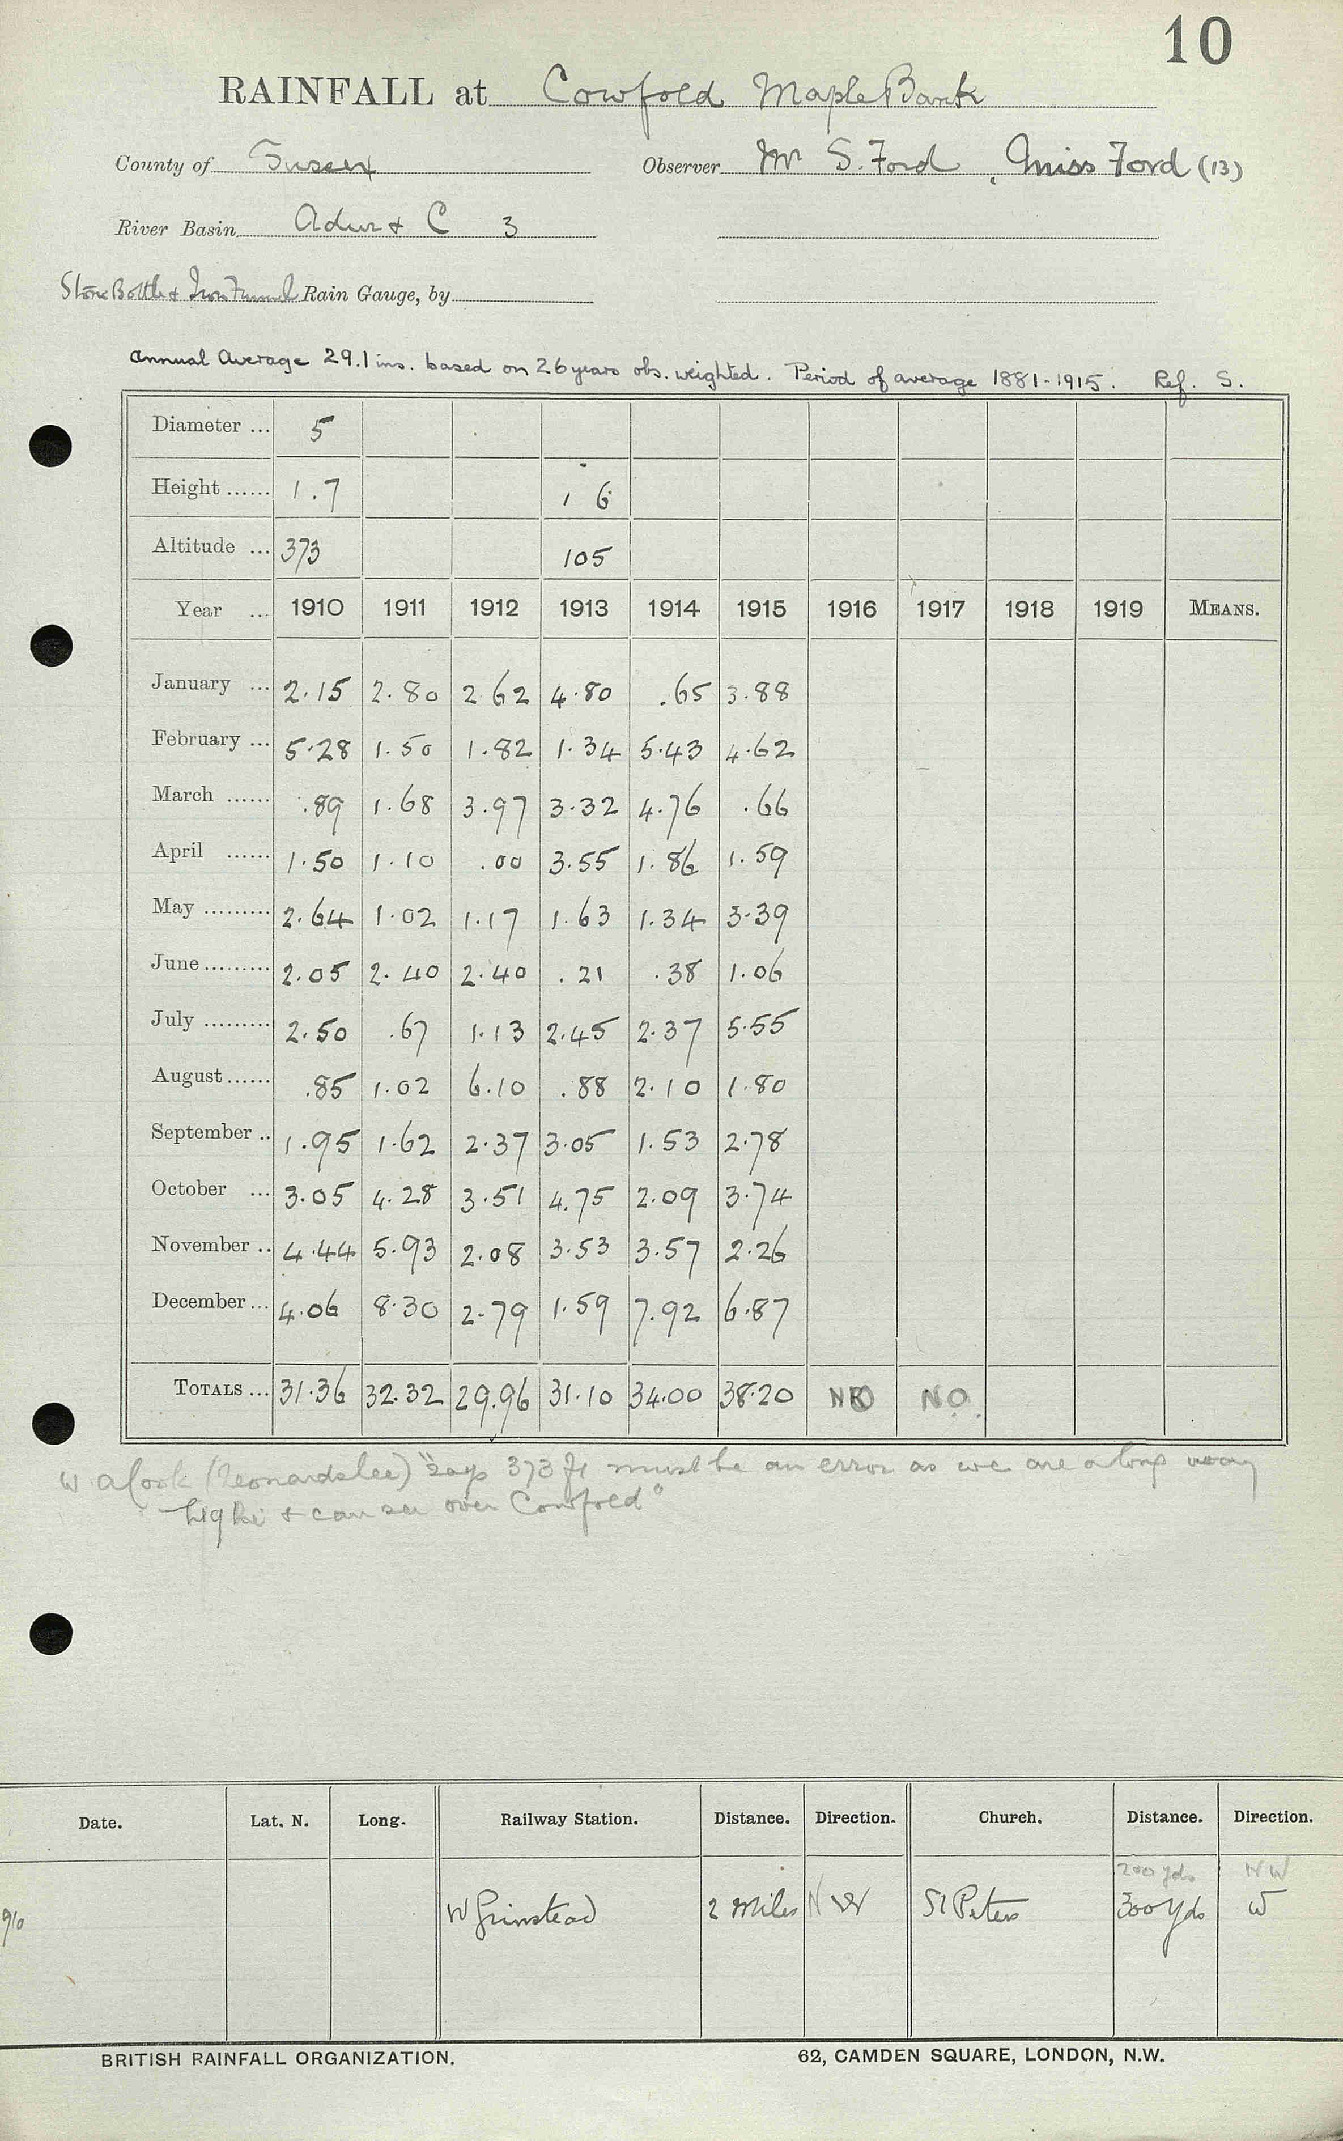 10
RAINFALL at Cowfold Maple Bank
County of Sussex Observer Mr S. Ford, Miss Ford (13)
River Basin Adur & C 3
Stone Bottle & Iron Funnel Rain Gauge, by
Annual Average 29.1 ins. based on 26 years obs. weighted. Period of average 1881-1915. Ref. S.
Diameter ... 5
Height ...... 1.7 1 6
Altitude ... 373 105
Year ... 1910 1911 1912 1913 1914 1915 1916 1917 1918 1919 MEANS.
January ... 2.15 2.80 2.62 4.80 .65 3.88
February ... 5.28 1.50 1.82 1.34 5.43 4.62
March ...... .89 1.68 3.97 3.32 4.76 .66
April ...... 1.50 1.10 .00 3.55 1.86 1.59
May ......... 2.64 1.02 1.17 1.63 1.34 3.39
June ......... 2.05 2.40 2.40 .21 .38 1.06
July ......... 2.50 .67 1.13 2.45 2.37 5.55
August ...... .85 1.02 6.10 .88 2.10 1.80
September .. 1.95 1.62 2.37 3.05 1.53 2.78
October ... 3.05 4.28 3.51 4.75 2.09 3.74
November .. 4.44 5.93 2.08 3.53 3.57 2.26
December ... 4.06 8.30 2.79 1.59 7.92 6.87
TOTALS ... 31.36 32.32 29.96 31.10 34.00 38.20 NO NO.
W a Cook (Leonardslee) "says 373 ft must be an error as we are a long way
higher & can see over Cowfold"
Date. Lat. N. Long. Railway Station. Distance. Direction. Church. Distance. Direction.
200 yds NW
910 W Grinstead 2 miles NW St Peters 300 yds W
BRITISH RAINFALL ORGANIZATION. 62, CAMDEN SQUARE, LONDON, N.W.